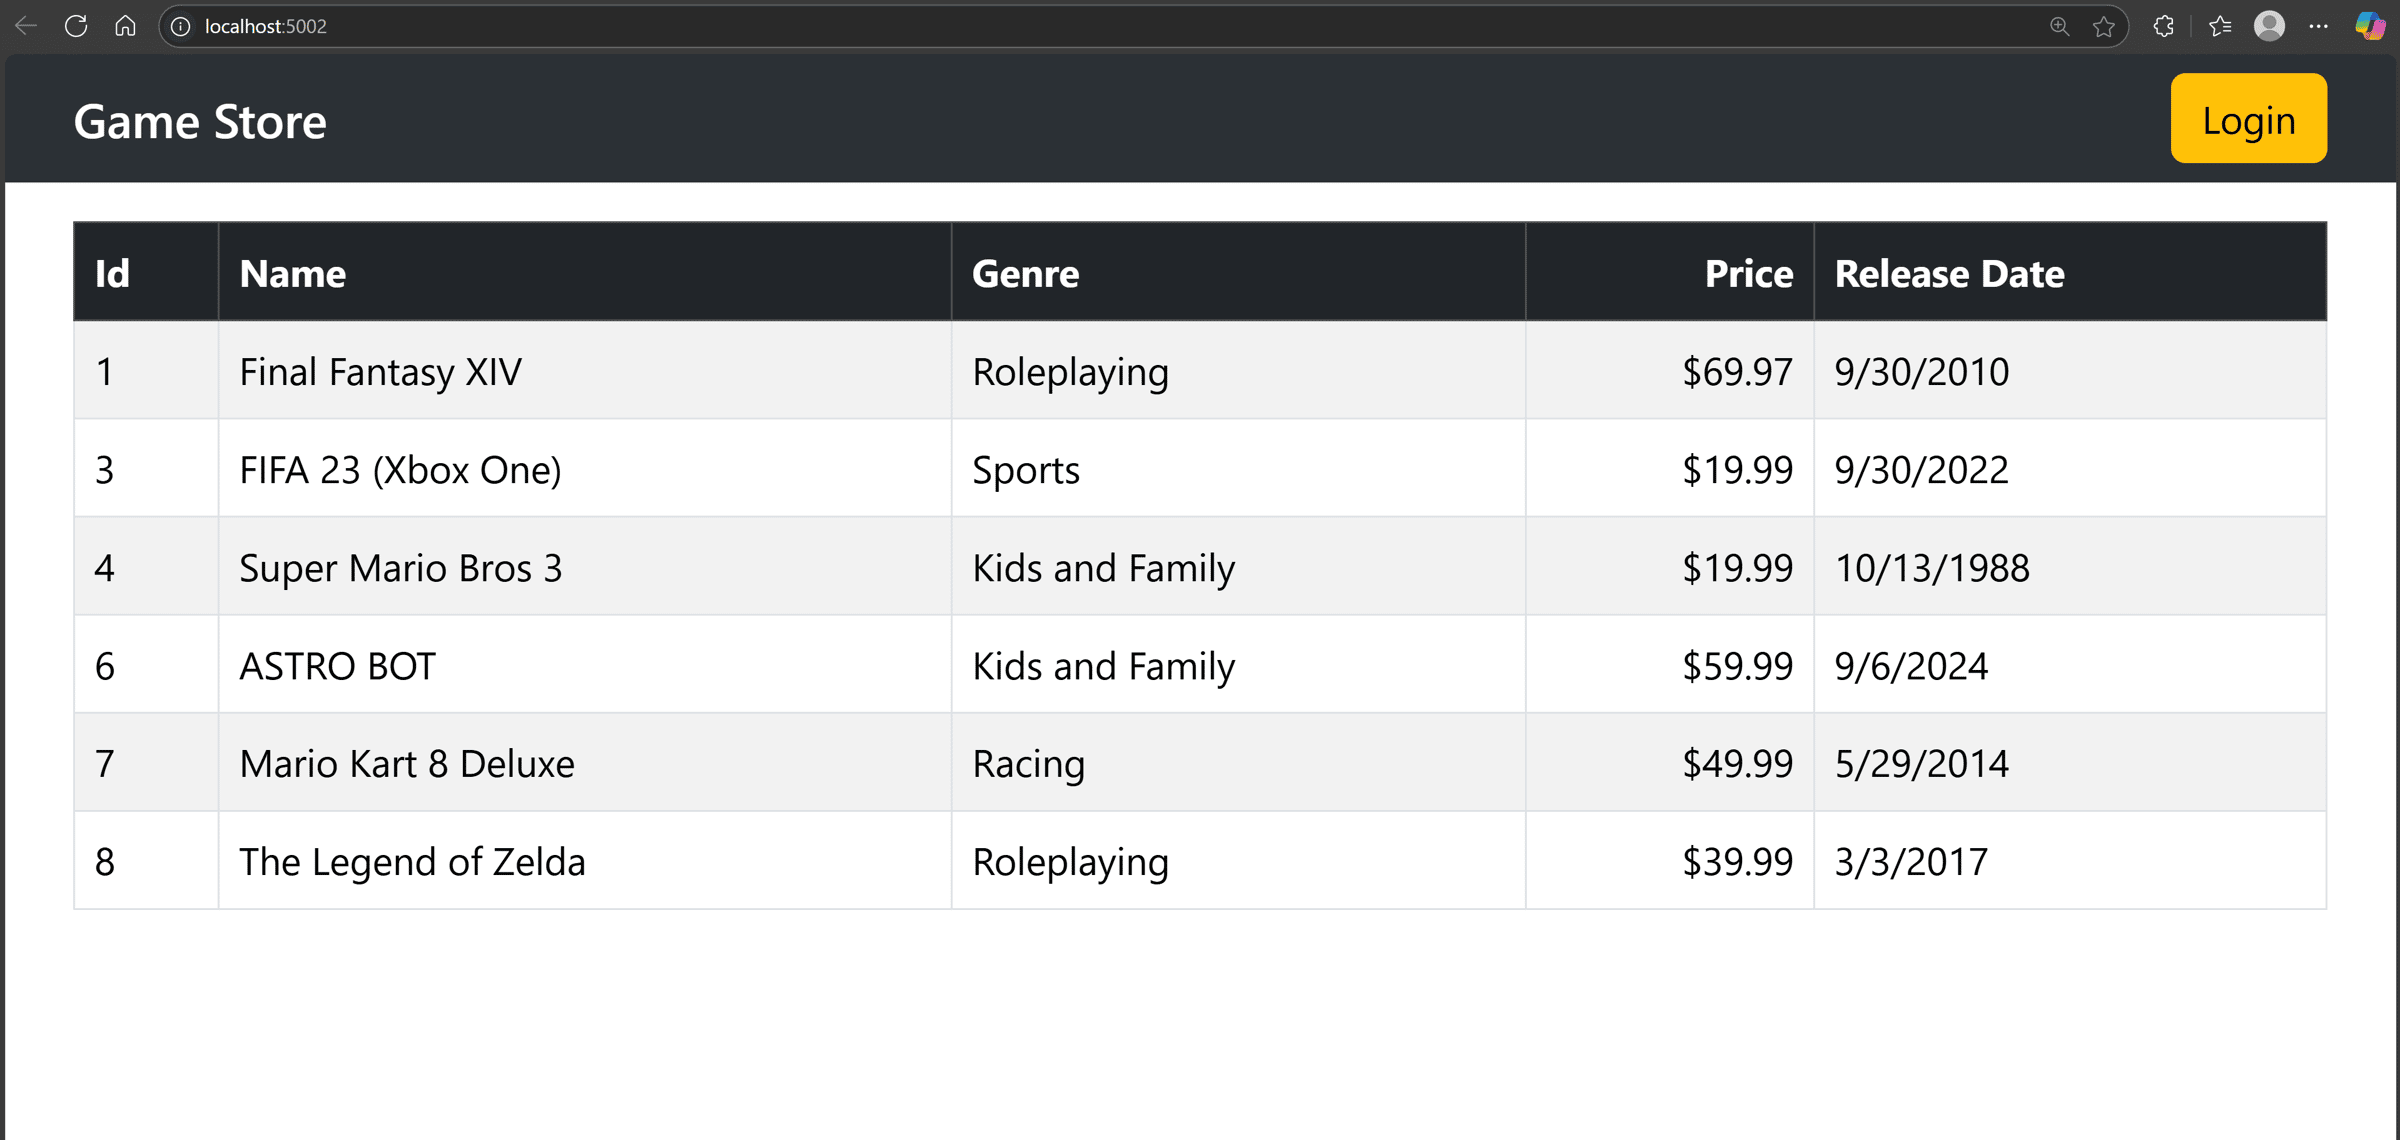 localhost:5002
Game Store Login
Id Name Genre Price Release Date
1 Final Fantasy XIV Roleplaying $69.97 9/30/2010
3 FIFA 23 (Xbox One) Sports $19.99 9/30/2022
4 Super Mario Bros 3 Kids and Family $19.99 10/13/1988
6 ASTRO BOT Kids and Family $59.99 9/6/2024
7 Mario Kart 8 Deluxe Racing $49.99 5/29/2014
8 The Legend of Zelda Roleplaying $39.99 3/3/2017